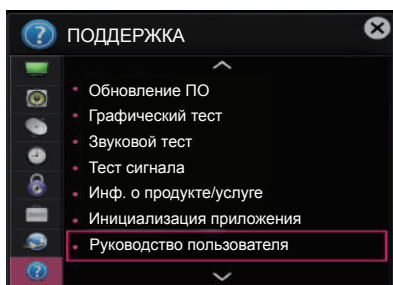 ПОДДЕРЖКА
Обновление ПО
Графический тест
Звуковой тест
Тест сигнала
Инф. о продукте/услуге
Инициализация приложения
Руководство пользователя